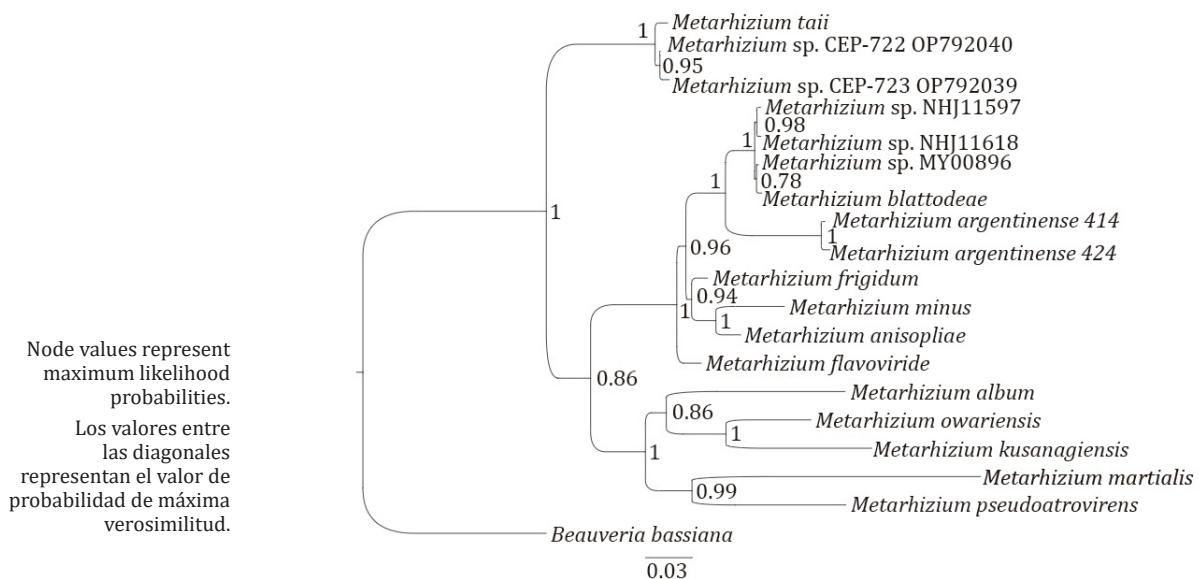 Metarhizium taii
1
Metarhizium sp. CEP-722 OP792040
0.95
Metarhizium sp. CEP-723 OP792039
Metarhizium sp. NHJ11597
0.98
1
Metarhizium sp. NHJ11618
Metarhizium sp. MY00896
1
0.78
Metarhizium blattodeae
1
Metarhizium argentinense 414
1
0.96
Metarhizium argentinense 424
Metarhizium frigidum
0.94
1
Metarhizium minus
1
Metarhizium anisopliae
Metarhizium flavoviride
0.86
Metarhizium album
0.86
Metarhizium owariensis
1
1
Metarhizium kusanagiensis
Metarhizium martialis
0.99
Metarhizium pseudoatrovirens
Beauveria bassiana
0.03
Node values represent
maximum likelihood
probabilities.
Los valores entre
las diagonales
representan el valor de
probabilidad de máxima
verosimilitud.